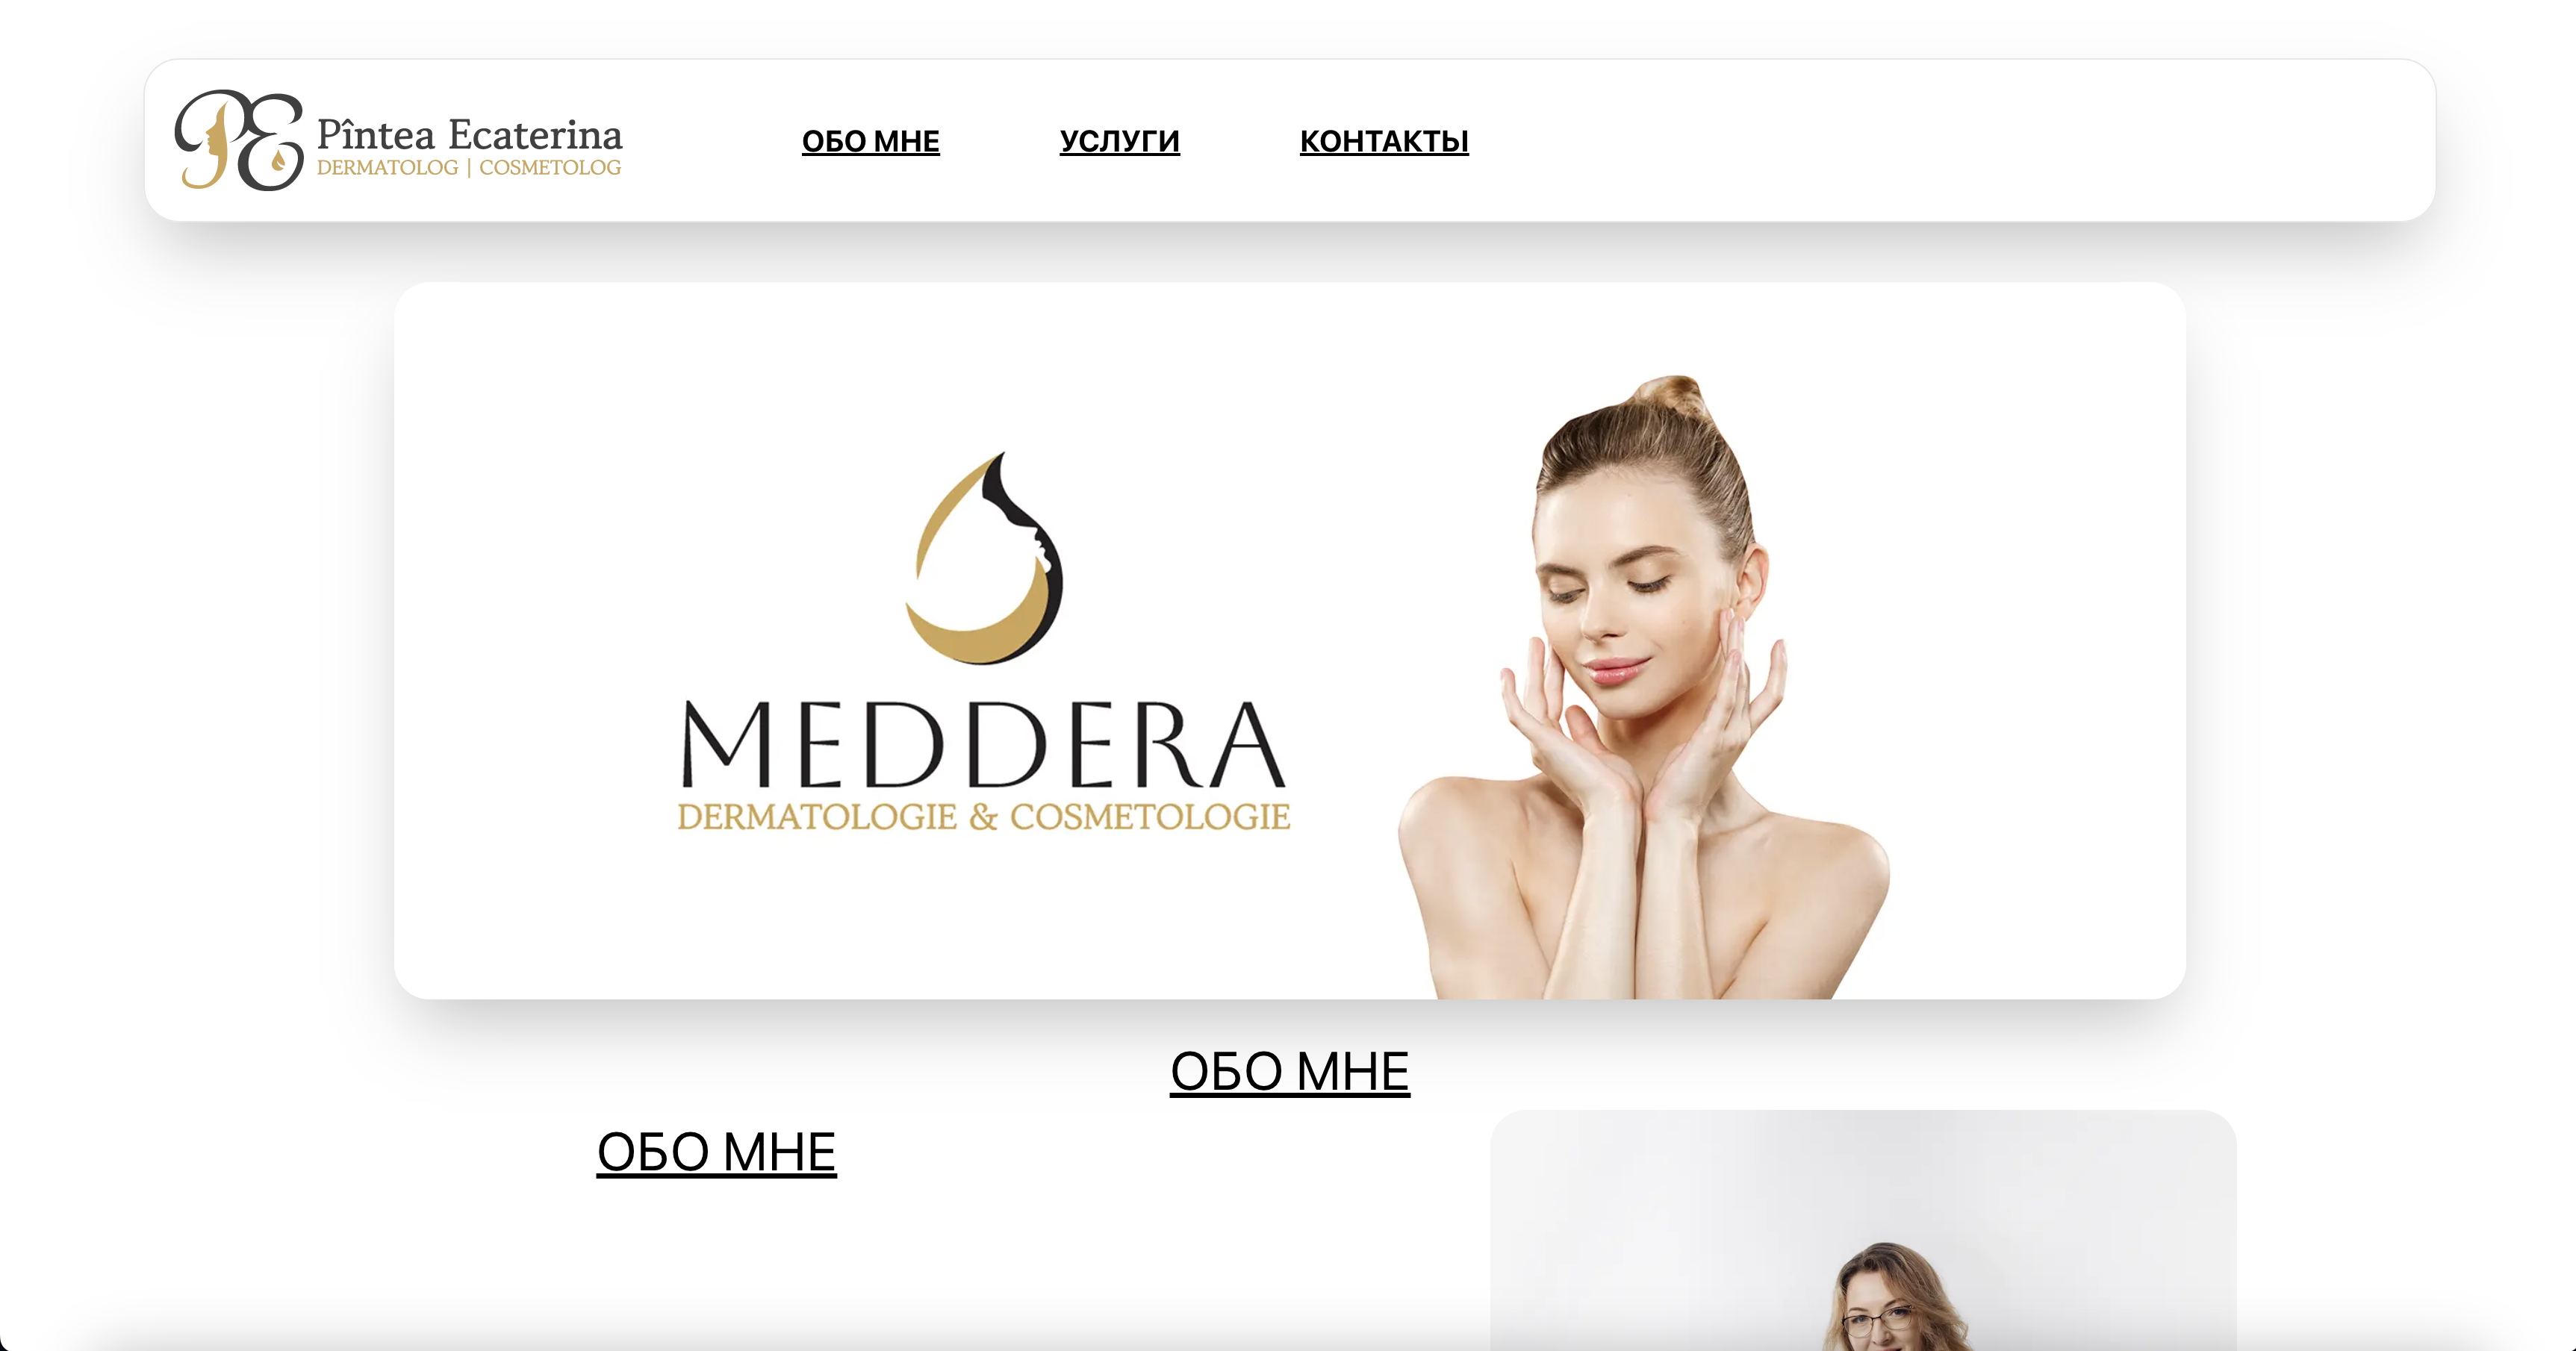 PE
Pîntea Ecaterina
DERMATOLOG | COSMETOLOG
ОБО МНЕ
УСЛУГИ
КОНТАКТЫ
MEDDERA
DERMATOLOGIE & COSMETOLOGIE
ОБО МНЕ
ОБО МНЕ